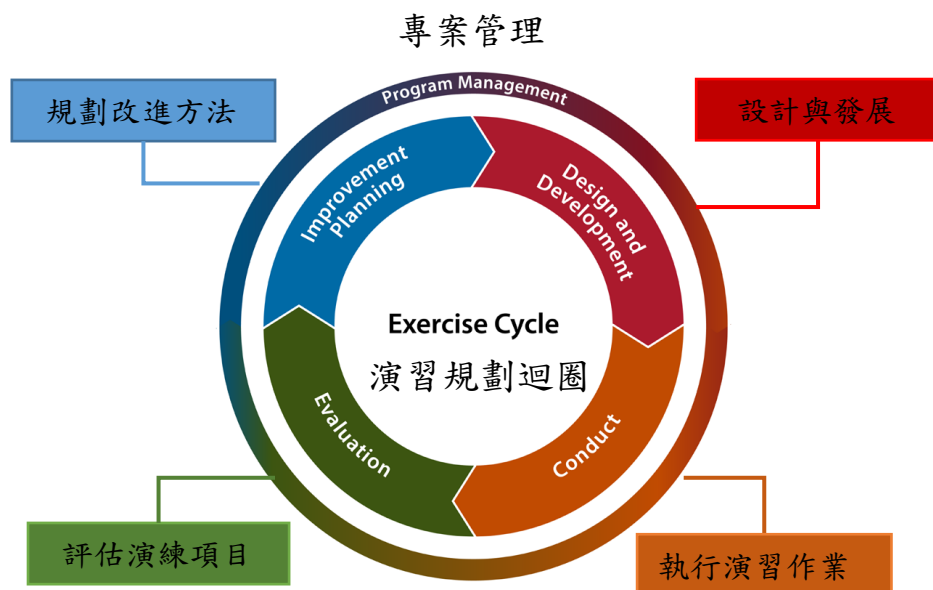 專案管理
Program Management
規劃改進方法
設計與發展
Improvement
Planning
Design and
Development
Exercise Cycle
演習規劃迴圈
Evaluation
Conduct
評估演練項目
執行演習作業